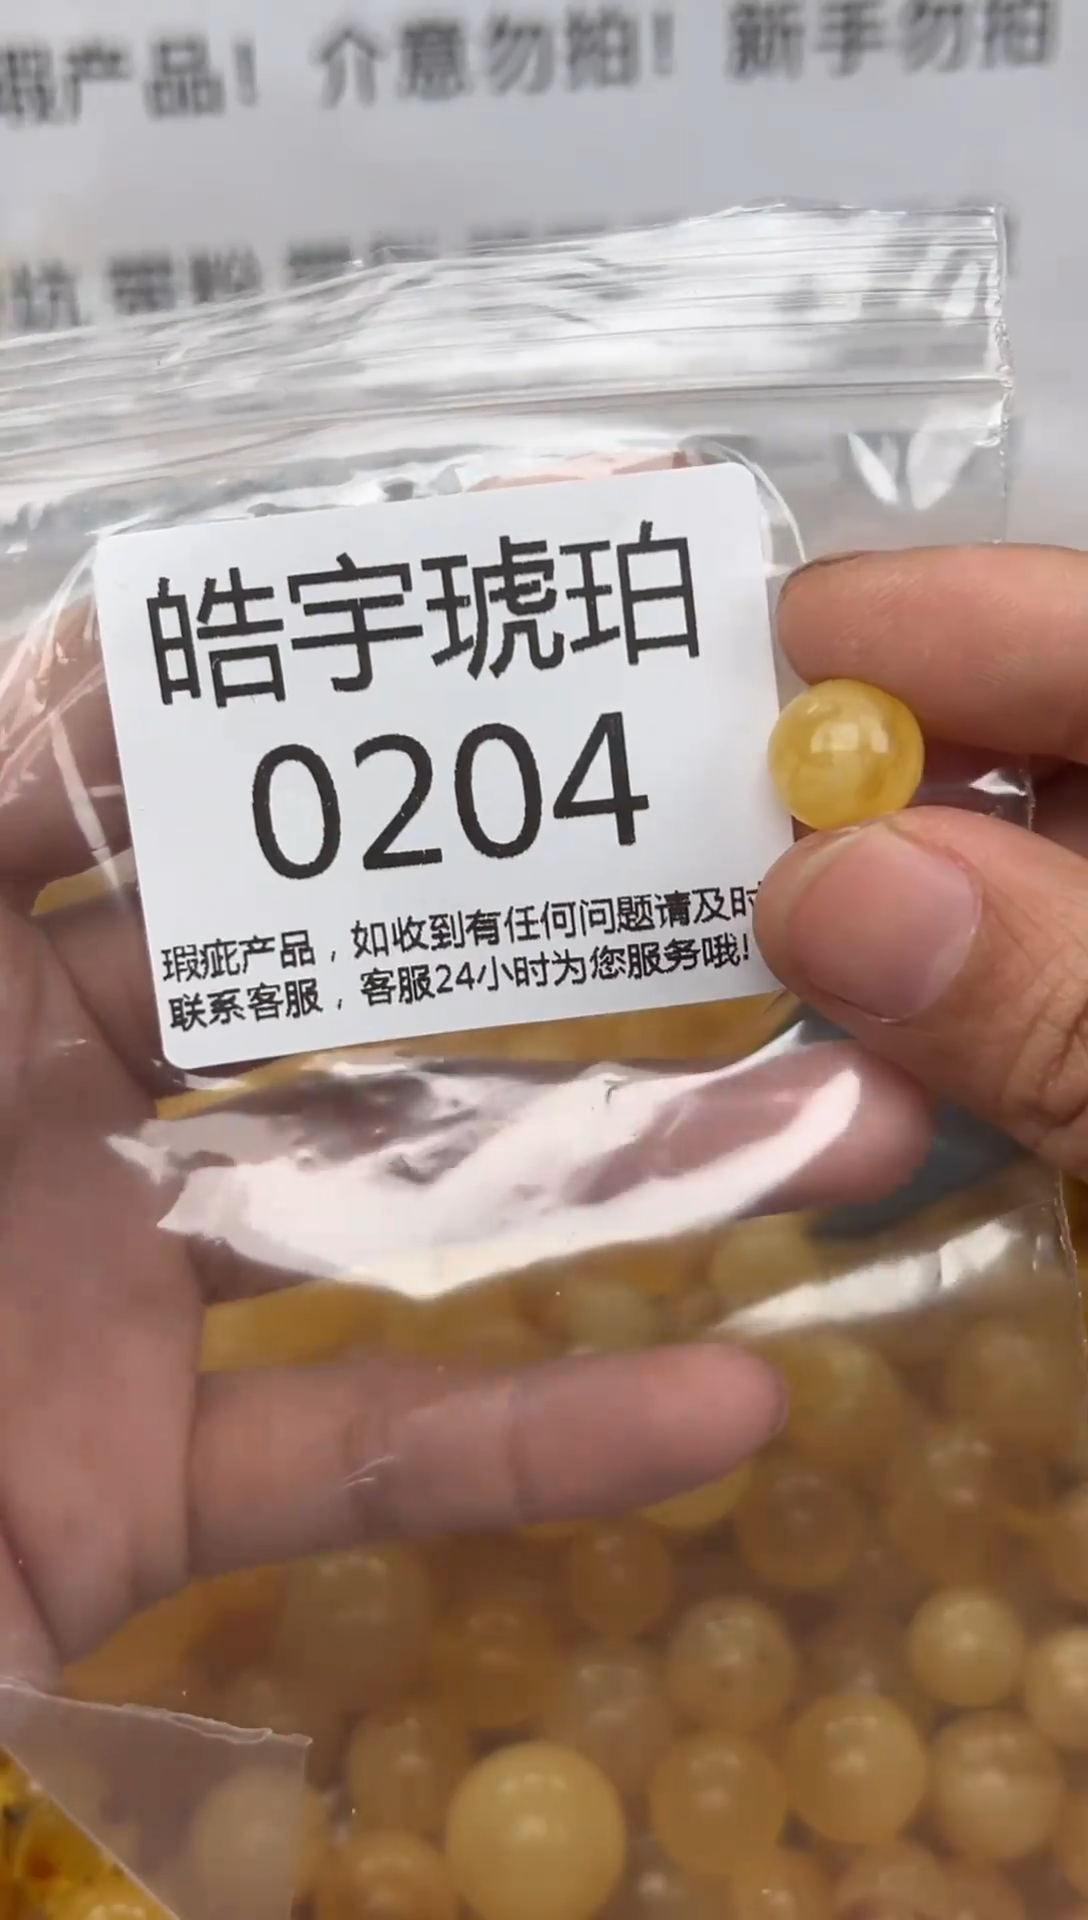 瑕产品！介意勿拍！新手勿拍
坑
皓宇琥珀
0204
瑕疵产品，如收到有任何问题请及时
联系客服，客服24小时为您服务哦！